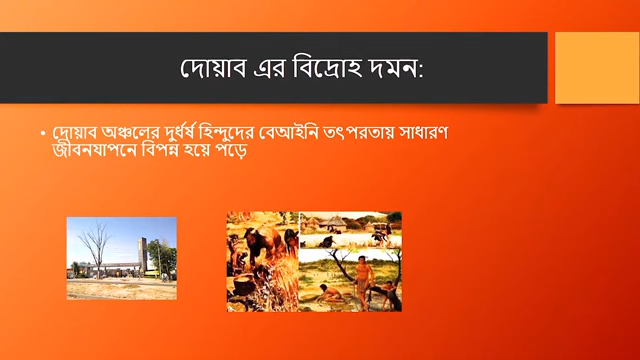 দোয়াব এর বিদ্রোহ দমন:
• দোয়াব অঞ্চলের দুর্ধর্ষ হিন্দুদের বেআইনি তৎপরতায় সাধারণ
জীবনযাপনে বিপন্ন হয়ে পড়ে